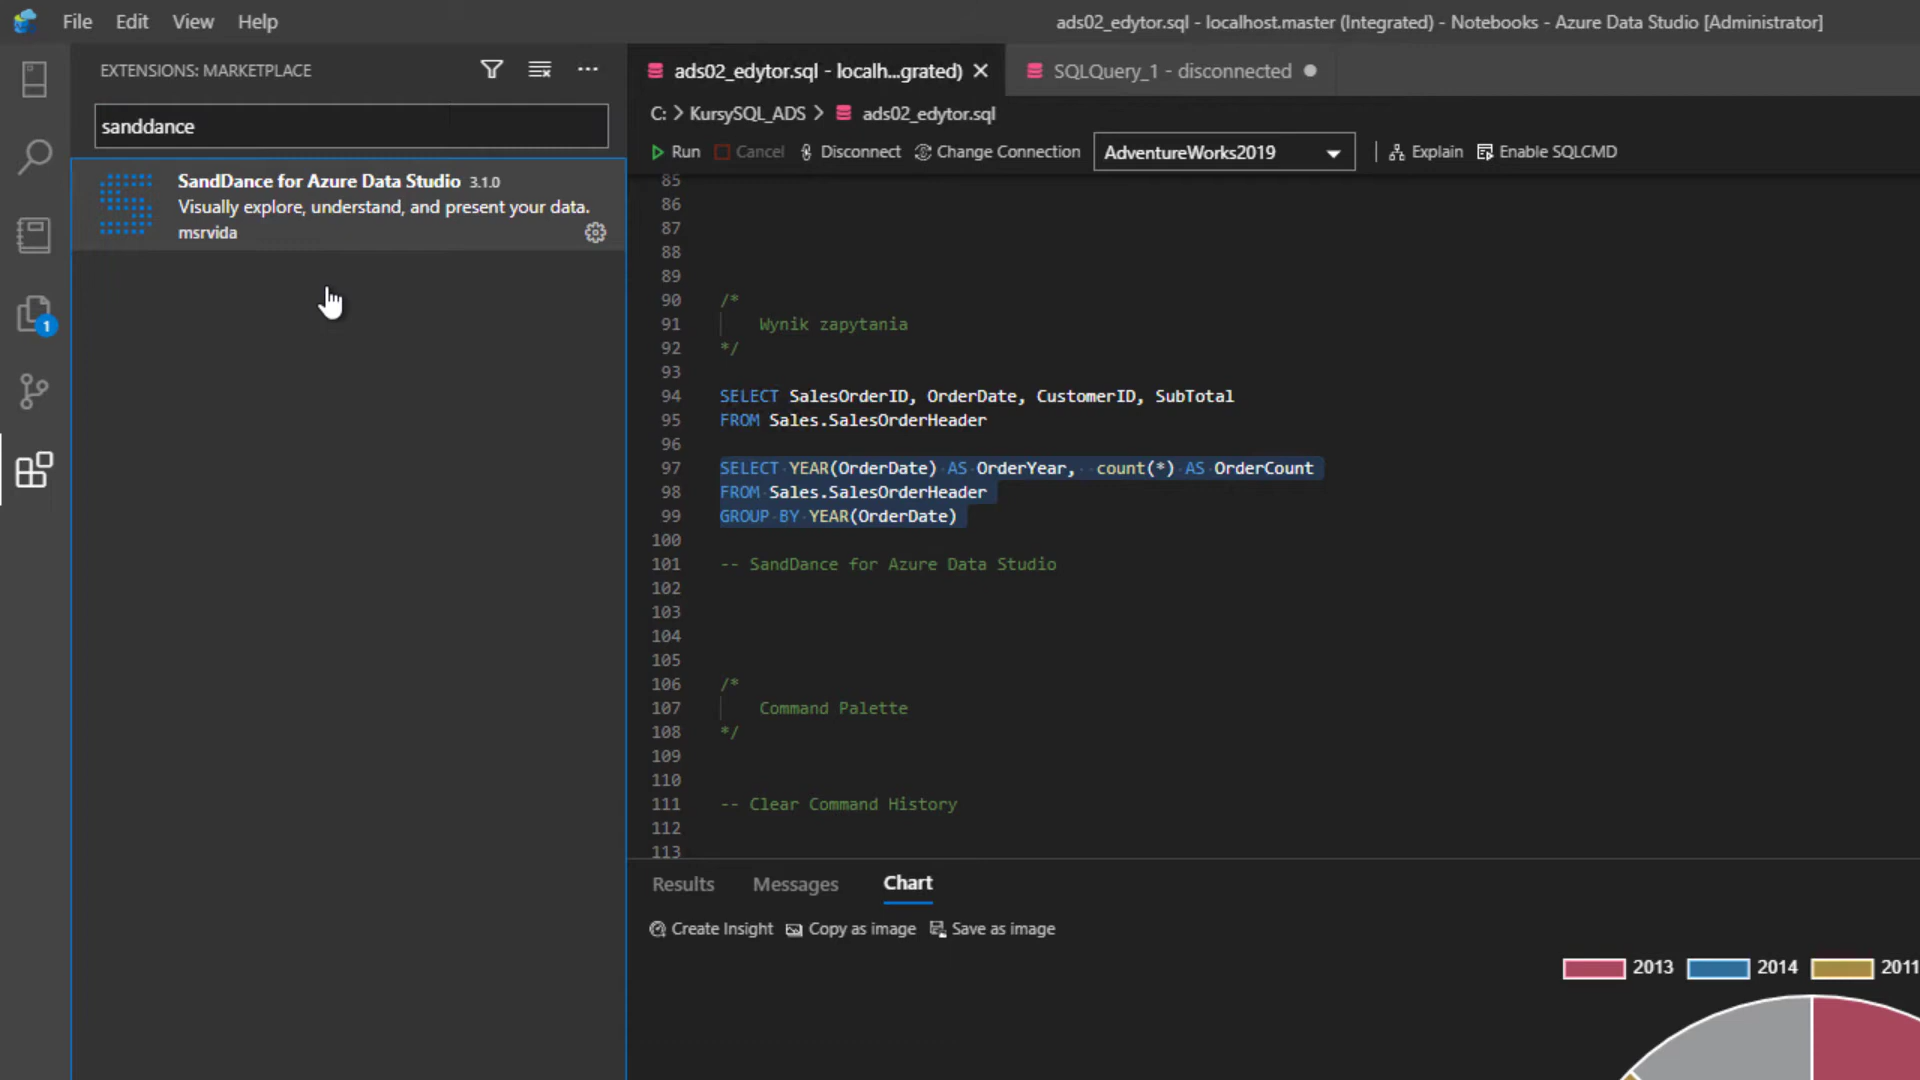 File Edit View Help
ads02_edytor.sql - localhost.master (Integrated) - Notebooks - Azure Data Studio [Administrator]
EXTENSIONS: MARKETPLACE
sanddance
SandDance for Azure Data Studio 3.1.0
Visually explore, understand, and present your data.
msrvida
1
ads02_edytor.sql - localh...grated)
SQLQuery_1 - disconnected
C: > KursySQL_ADS > ads02_edytor.sql
Run Cancel Disconnect Change Connection AdventureWorks2019 Explain Enable SQLCMD
85
86
87
88
89
90 /*
91 Wynik zapytania
92 */
93
94 SELECT SalesOrderID, OrderDate, CustomerID, SubTotal
95 FROM Sales.SalesOrderHeader
96
97 SELECT YEAR(OrderDate) AS OrderYear, count(*) AS OrderCount
98 FROM Sales.SalesOrderHeader
99 GROUP BY YEAR(OrderDate)
100
101 -- SandDance for Azure Data Studio
102
103
104
105
106 /*
107 Command Palette
108 */
109
110
111 -- Clear Command History
112
113
Results Messages Chart
Create Insight Copy as image Save as image
2013 2014 2011